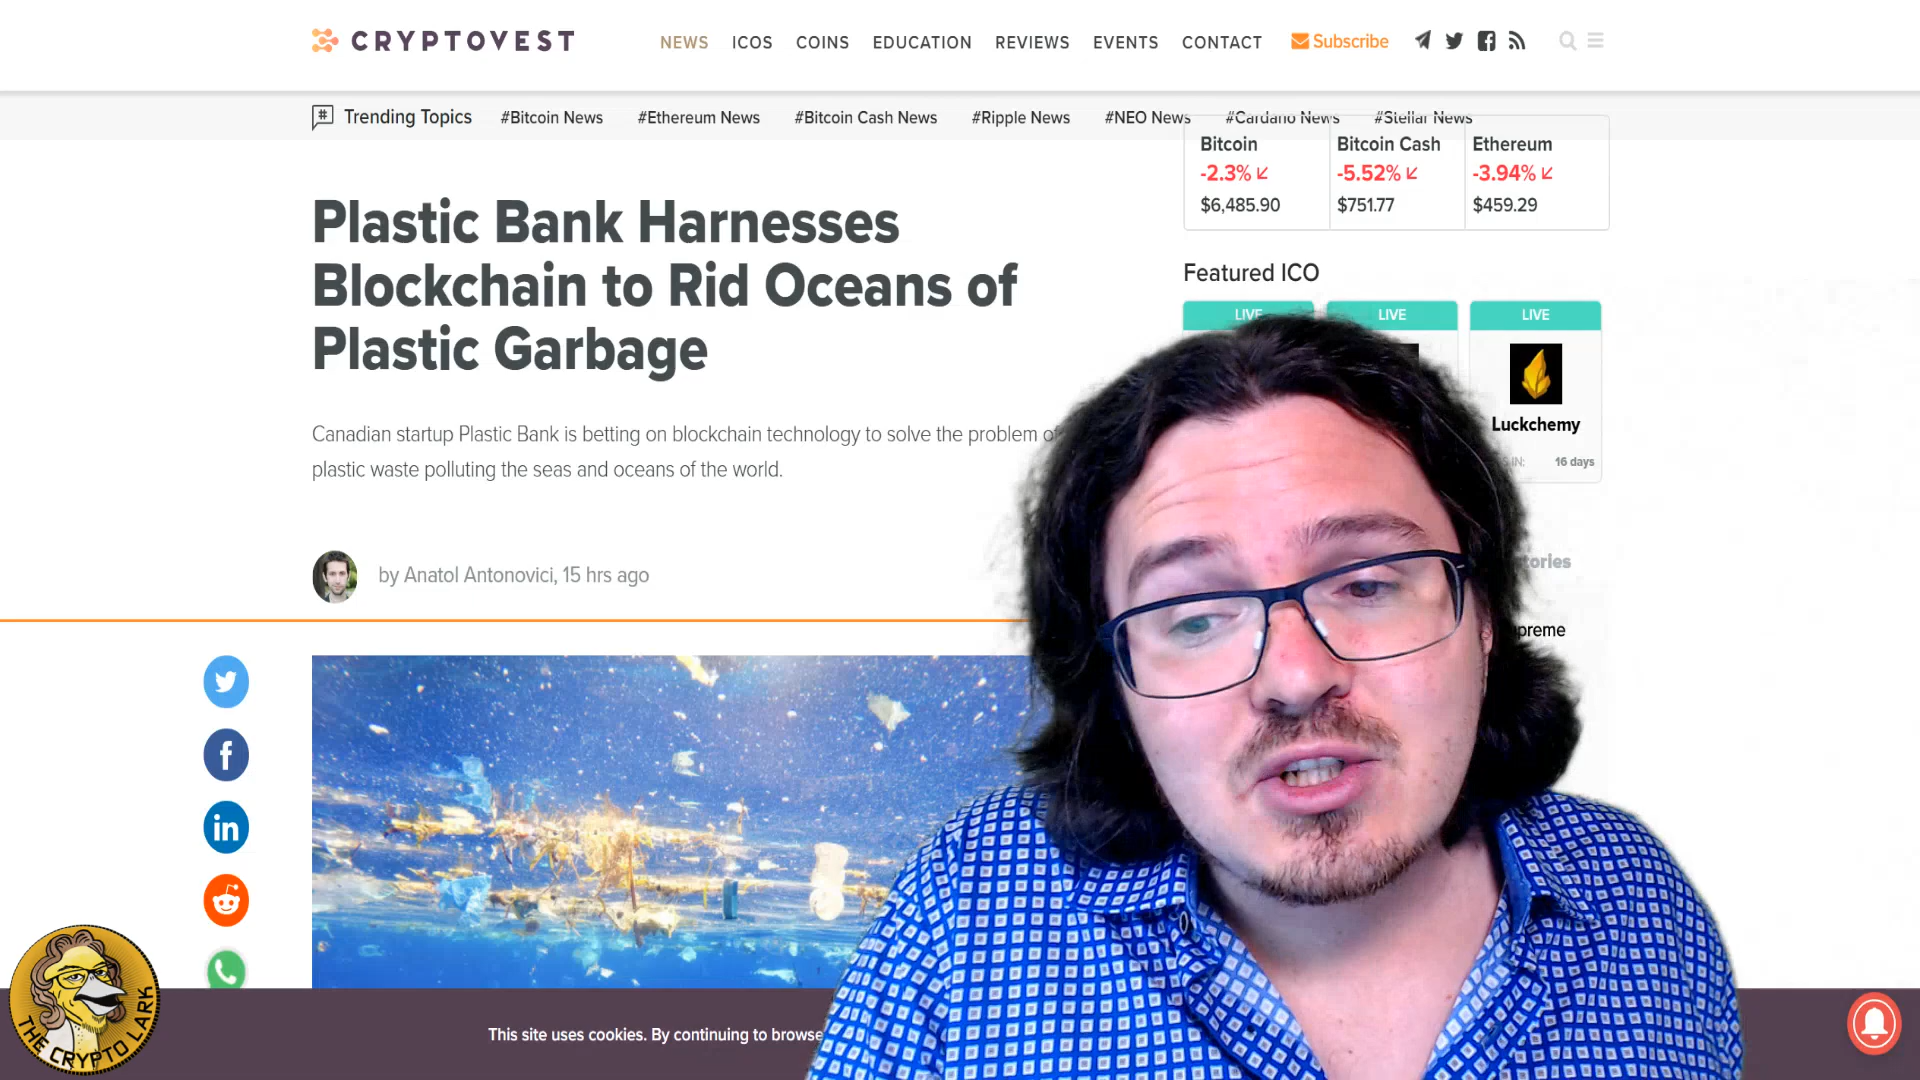 CRYPTOVEST
NEWS ICOS COINS EDUCATION REVIEWS EVENTS CONTACT Subscribe
# Trending Topics #Bitcoin News #Ethereum News #Bitcoin Cash News #Ripple News #NEO News #Cardano News #Stellar News
Bitcoin Bitcoin Cash Ethereum
-2.3% -5.52% -3.94%
$6,485.90 $751.77 $459.29
Plastic Bank Harnesses
Blockchain to Rid Oceans of
Plastic Garbage
Featured ICO
LIVE LIVE LIVE
Luckchemy
IN: 16 days
Canadian startup Plastic Bank is betting on blockchain technology to solve the problem of
plastic waste polluting the seas and oceans of the world.
by Anatol Antonovici, 15 hrs ago
f
in
THE CRYPTO LARK
This site uses cookies. By continuing to browse